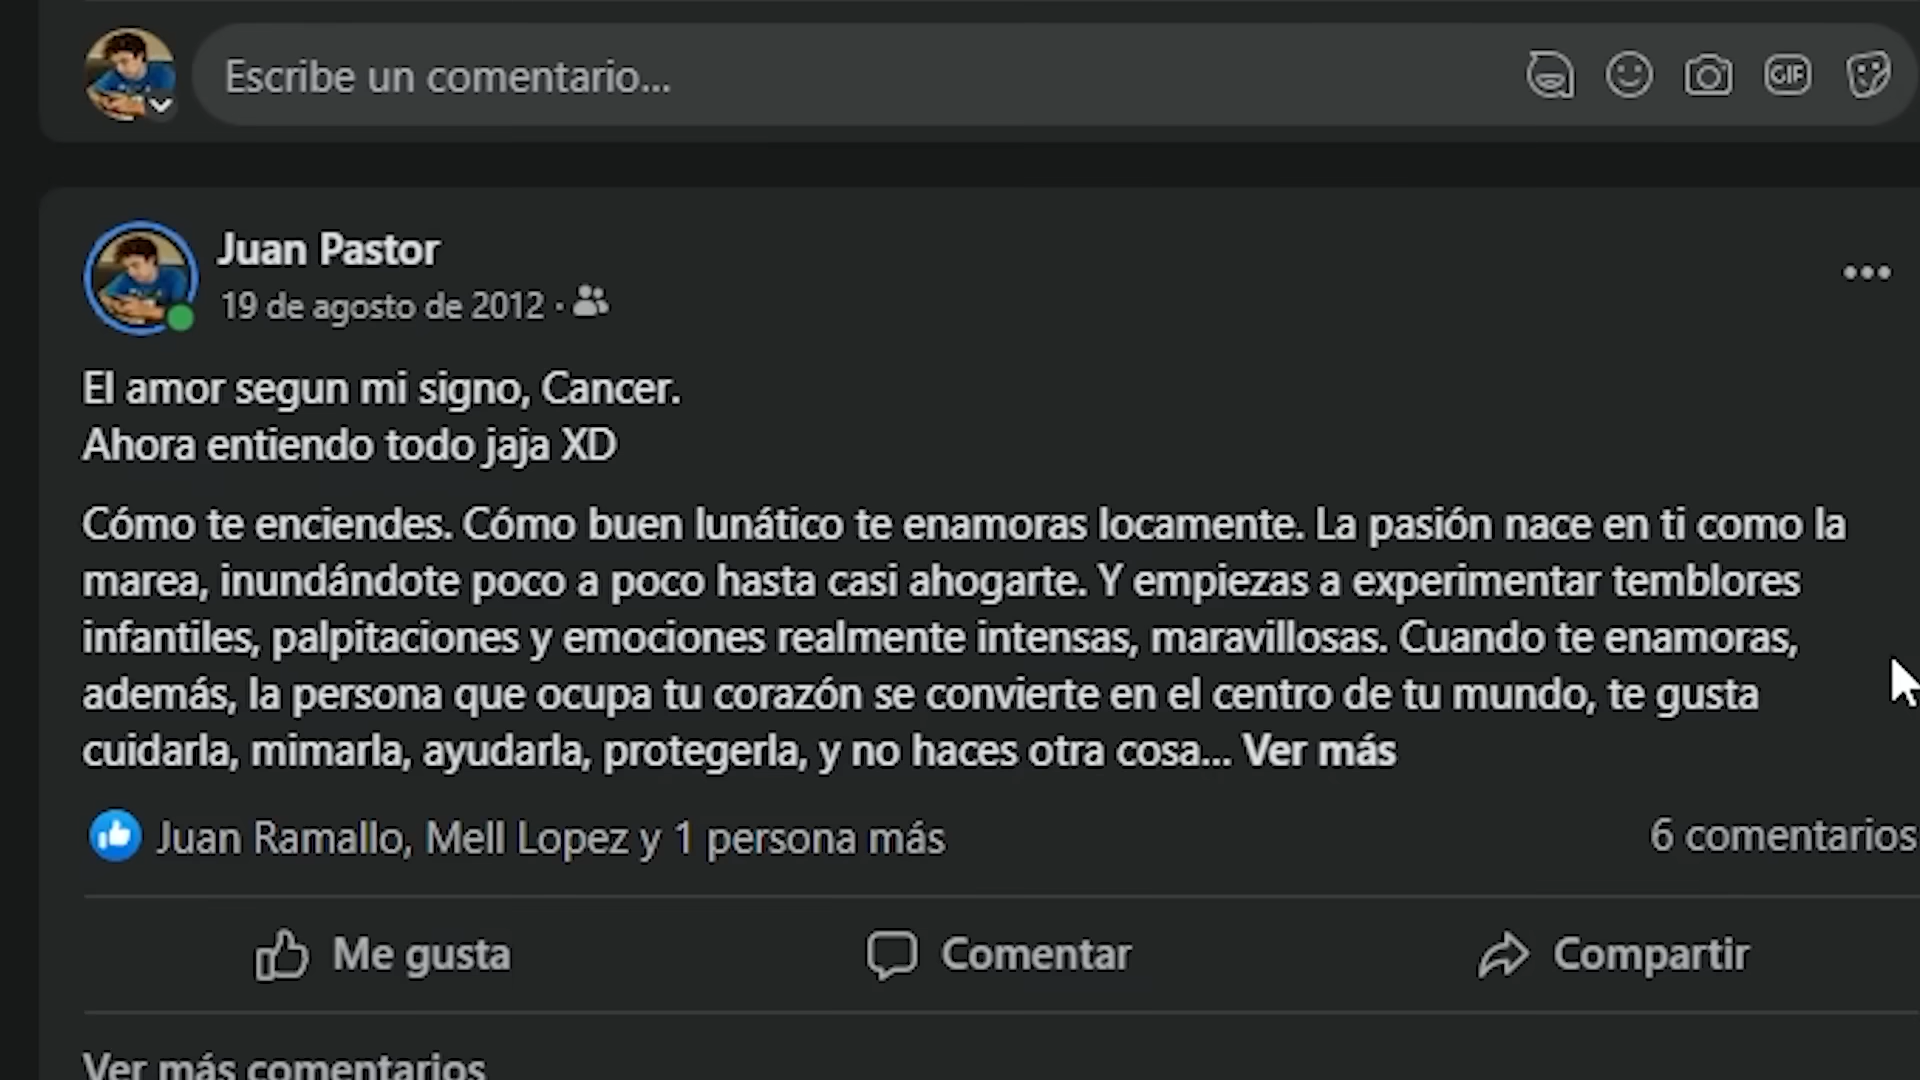 Escribe un comentario...
GIF
Juan Pastor
19 de agosto de 2012 ·
El amor segun mi signo, Cancer.
Ahora entiendo todo jaja XD
Cómo te enciendes. Cómo buen lunático te enamoras locamente. La pasión nace en ti como la
marea, inundándote poco a poco hasta casi ahogarte. Y empiezas a experimentar temblores
infantiles, palpitaciones y emociones realmente intensas, maravillosas. Cuando te enamoras,
además, la persona que ocupa tu corazón se convierte en el centro de tu mundo, te gusta
cuidarla, mimarla, ayudarla, protegerla, y no haces otra cosa... Ver más
Juan Ramallo, Mell Lopez y 1 persona más
6 comentarios
Me gusta
Comentar
Compartir
Ver más comentarios